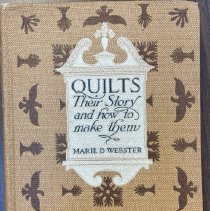 QUILTS
Their Story
and how to
make them
MARIE D WEBSTER